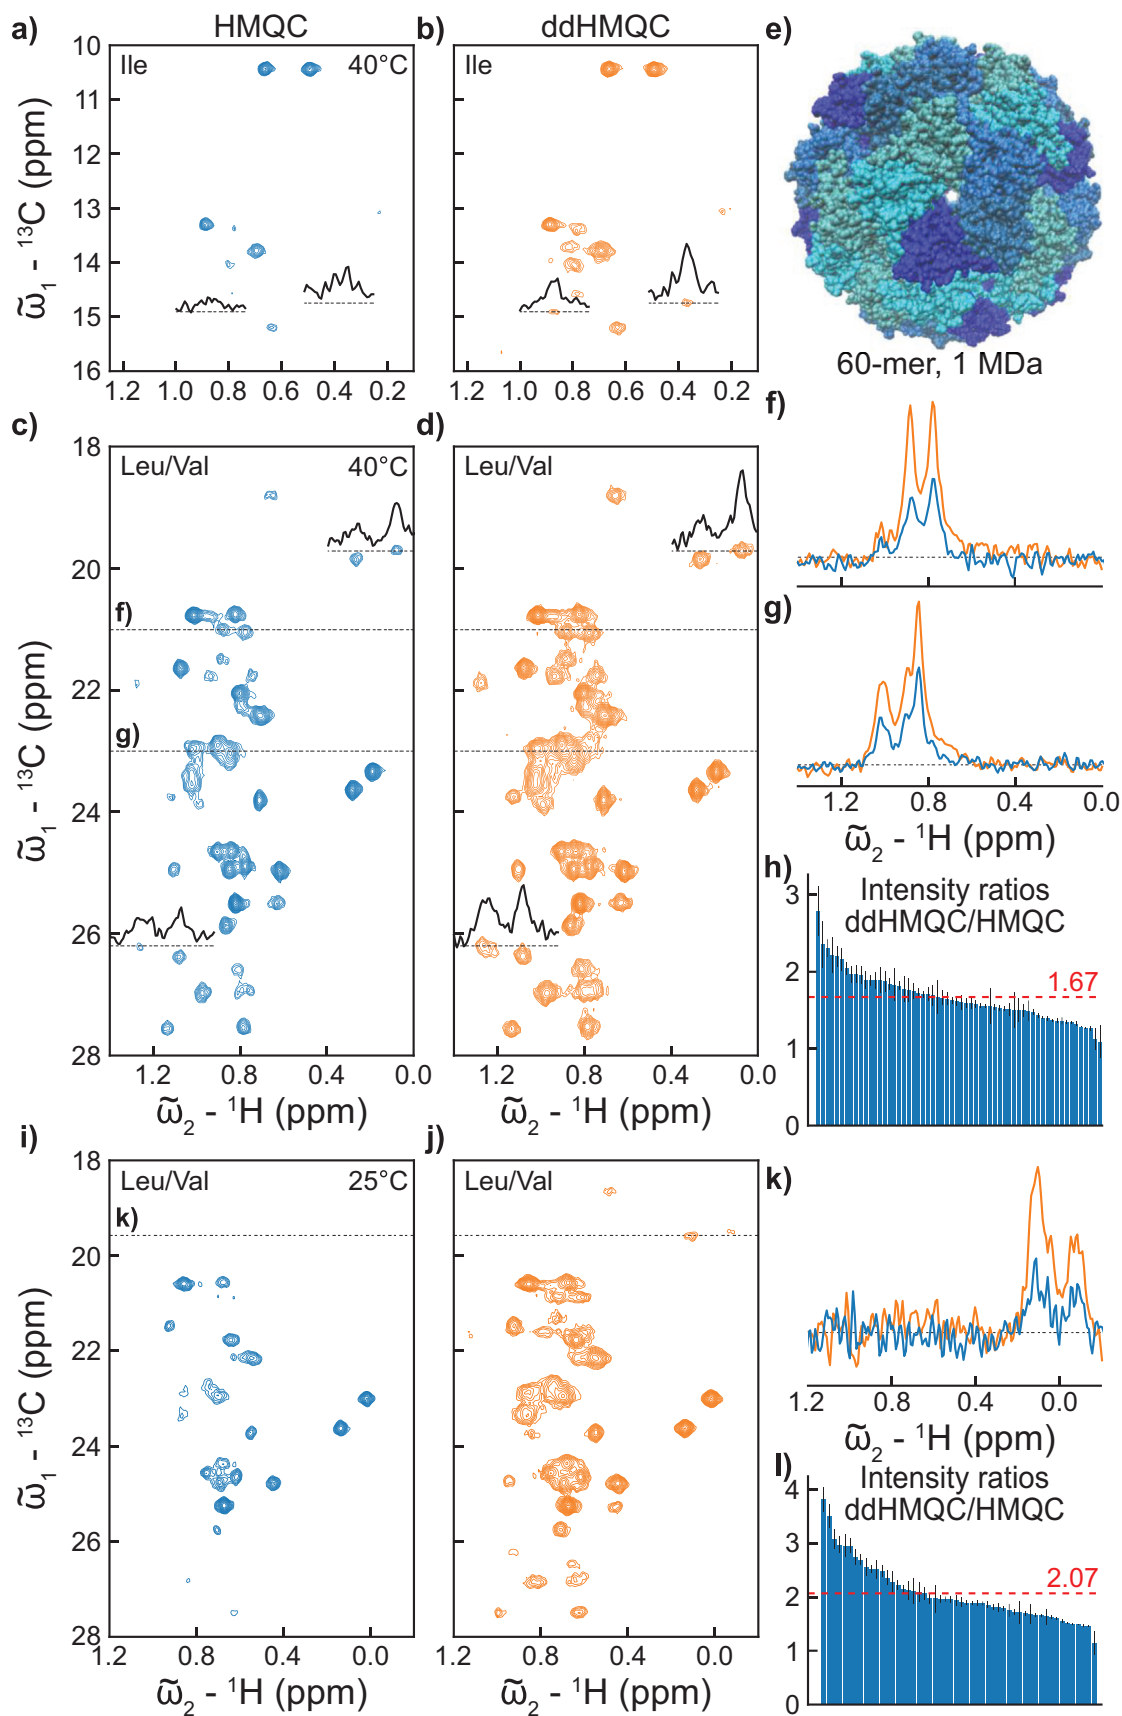 a) HMQC
b) ddHMQC
e)
Ile 40°C
Ile
10
11
12
13
14
15
16
ω̃₁ - ¹³C (ppm)
1.2 1.0 0.8 0.6 0.4 0.2
1.2 1.0 0.8 0.6 0.4 0.2
60-mer, 1 MDa
c)
d)
f)
Leu/Val 40°C
Leu/Val
18
20
22
24
26
28
f)
g)
ω̃₁ - ¹³C (ppm)
1.2 0.8 0.4 0.0
ω̃₂ - ¹H (ppm)
1.2 0.8 0.4 0.0
ω̃₂ - ¹H (ppm)
g)
1.2 0.8 0.4 0.0
ω̃₂ - ¹H (ppm)
h)
Intensity ratios
ddHMQC/HMQC
1.67
3
2
1
0
i)
j)
k)
Leu/Val 25°C
Leu/Val
k)
18
20
22
24
26
28
ω̃₁ - ¹³C (ppm)
1.2 0.8 0.4 0.0
ω̃₂ - ¹H (ppm)
1.2 0.8 0.4 0.0
ω̃₂ - ¹H (ppm)
1.2 0.8 0.4 0.0
ω̃₂ - ¹H (ppm)
l)
Intensity ratios
ddHMQC/HMQC
2.07
4
3
2
1
0